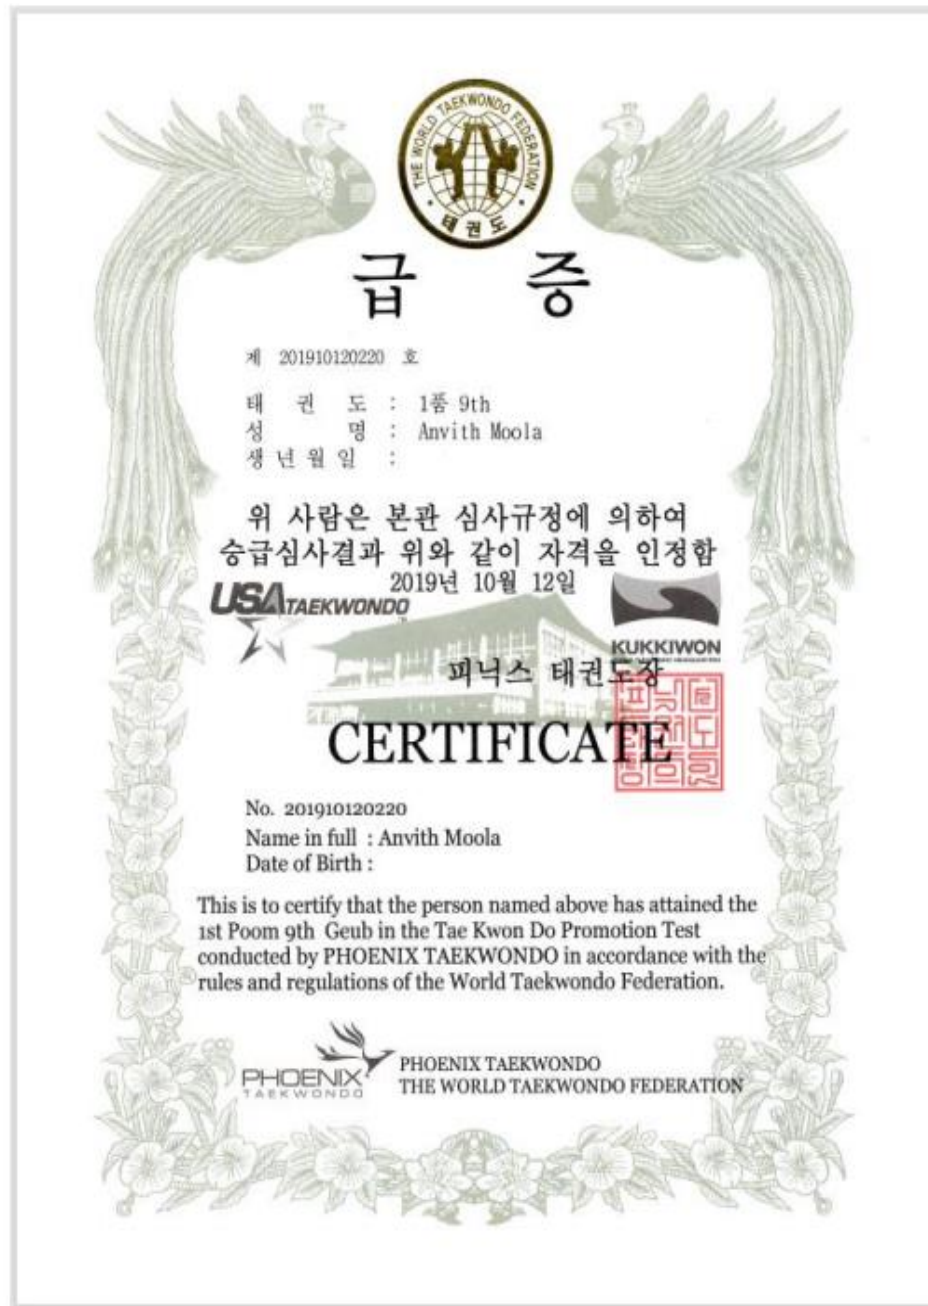 THE WORLD TAEKWONDO FEDERATION
태권도
급 증
제 201910120220 호
태 권 도 : 1품 9th
성 명 : Anvith Moola
생년월일 :
위 사람은 본관 심사규정에 의하여
승급심사결과 위와 같이 자격을 인정함
2019년 10월 12일
USA TAEKWONDO
KUKKIWON
피닉스 태권도장
CERTIFICATE
No. 201910120220
Name in full : Anvith Moola
Date of Birth :
This is to certify that the person named above has attained the
1st Poom 9th Geub in the Tae Kwon Do Promotion Test
conducted by PHOENIX TAEKWONDO in accordance with the
rules and regulations of the World Taekwondo Federation.
PHOENIX
TAEKWONDO
PHOENIX TAEKWONDO
THE WORLD TAEKWONDO FEDERATION